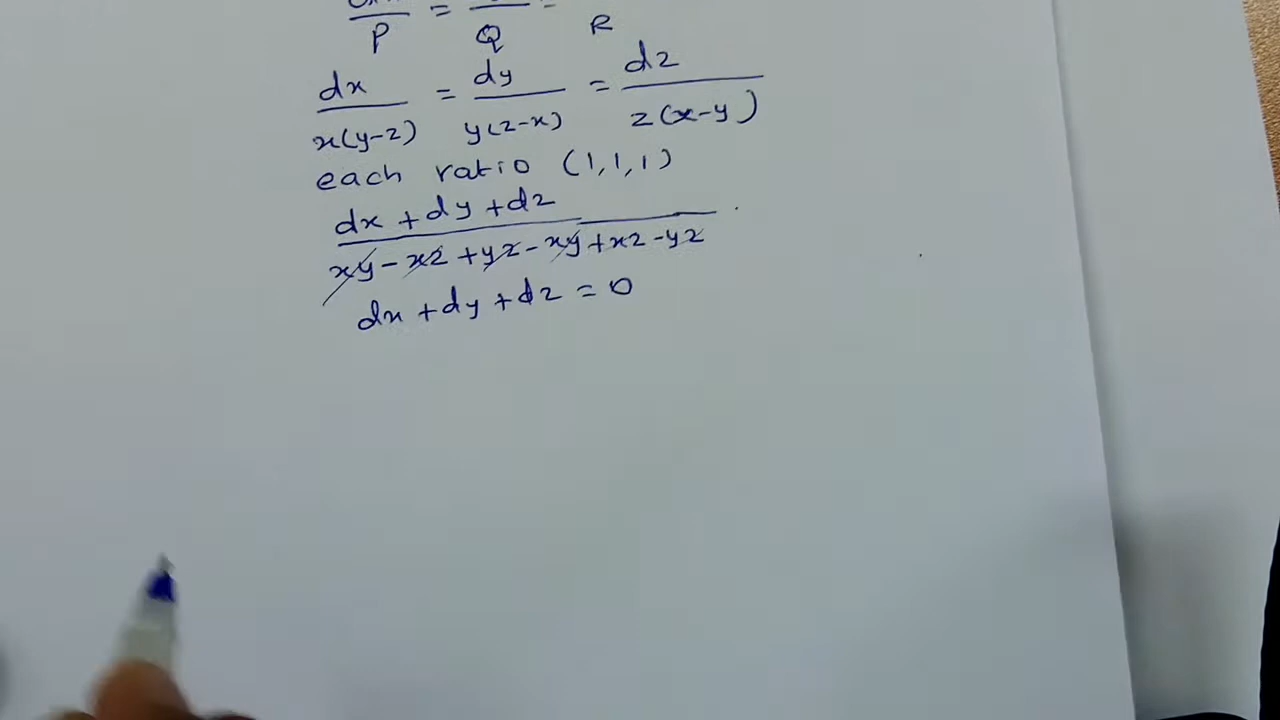 P = Q = R
dx/x(y-z) = dy/y(z-x) = dz/z(x-y)
each ratio (1,1,1)
dx + dy + dz
xy - xz + yz - xy + xz - yz
dx + dy + dz = 0